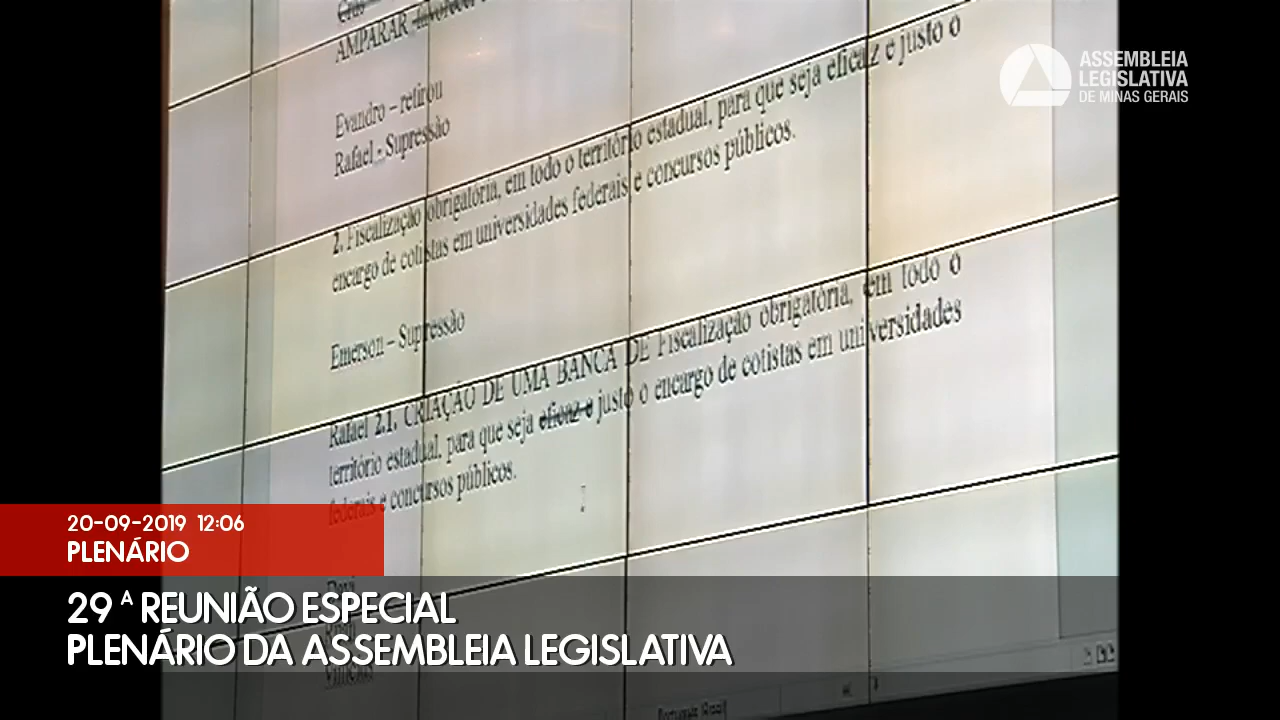 AMPARAR
Evandro – retirou
Rafael - Supressão
2. Fiscalização obrigatória, em todo o território estadual, para que seja eficaz e justo o
encargo de cotistas em universidades federais e concursos públicos.
Emerson – Supressão
Rafael 2.1. CRIAÇÃO DE UMA BANCA DE Fiscalização obrigatória, em todo o
território estadual, para que seja eficaz e justo o encargo de cotistas em universidades
federais e concursos públicos.
ASSEMBLEIA
LEGISLATIVA
DE MINAS GERAIS
20-09-2019 12:06
PLENÁRIO
29ª REUNIÃO ESPECIAL
PLENÁRIO DA ASSEMBLEIA LEGISLATIVA